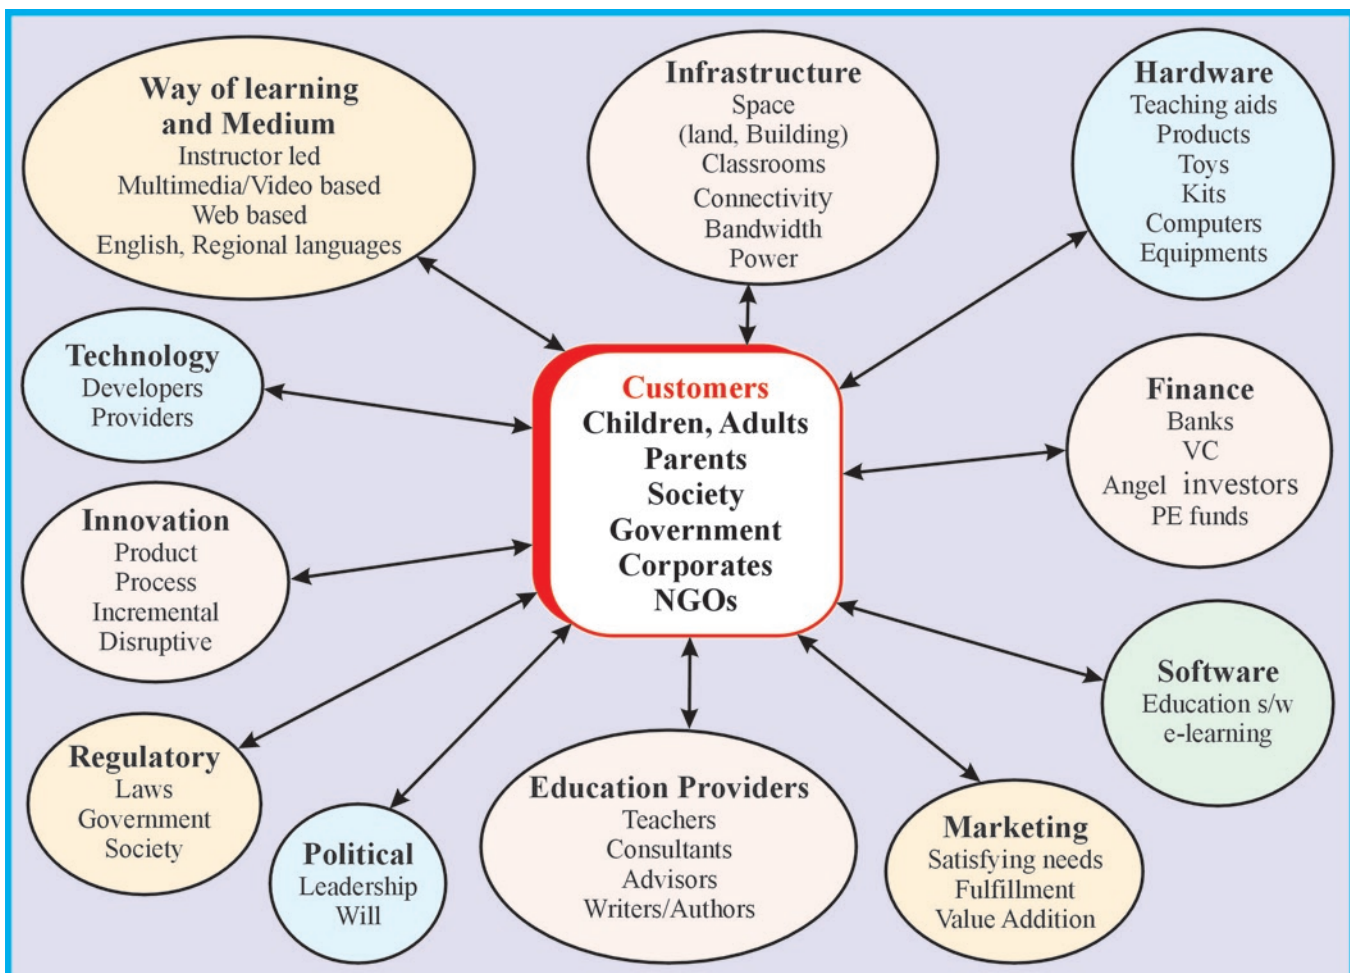 Way of learning
and Medium
Instructor led
Multimedia/Video based
Web based
English, Regional languages
Infrastructure
Space
(land, Building)
Classrooms
Connectivity
Bandwidth
Power
Hardware
Teaching aids
Products
Toys
Kits
Computers
Equipments
Technology
Developers
Providers
Customers
Children, Adults
Parents
Society
Government
Corporates
NGOs
Finance
Banks
VC
Angel investors
PE funds
Innovation
Product
Process
Incremental
Disruptive
Software
Education s/w
e-learning
Regulatory
Laws
Government
Society
Political
Leadership
Will
Education Providers
Teachers
Consultants
Advisors
Writers/Authors
Marketing
Satisfying needs
Fulfillment
Value Addition